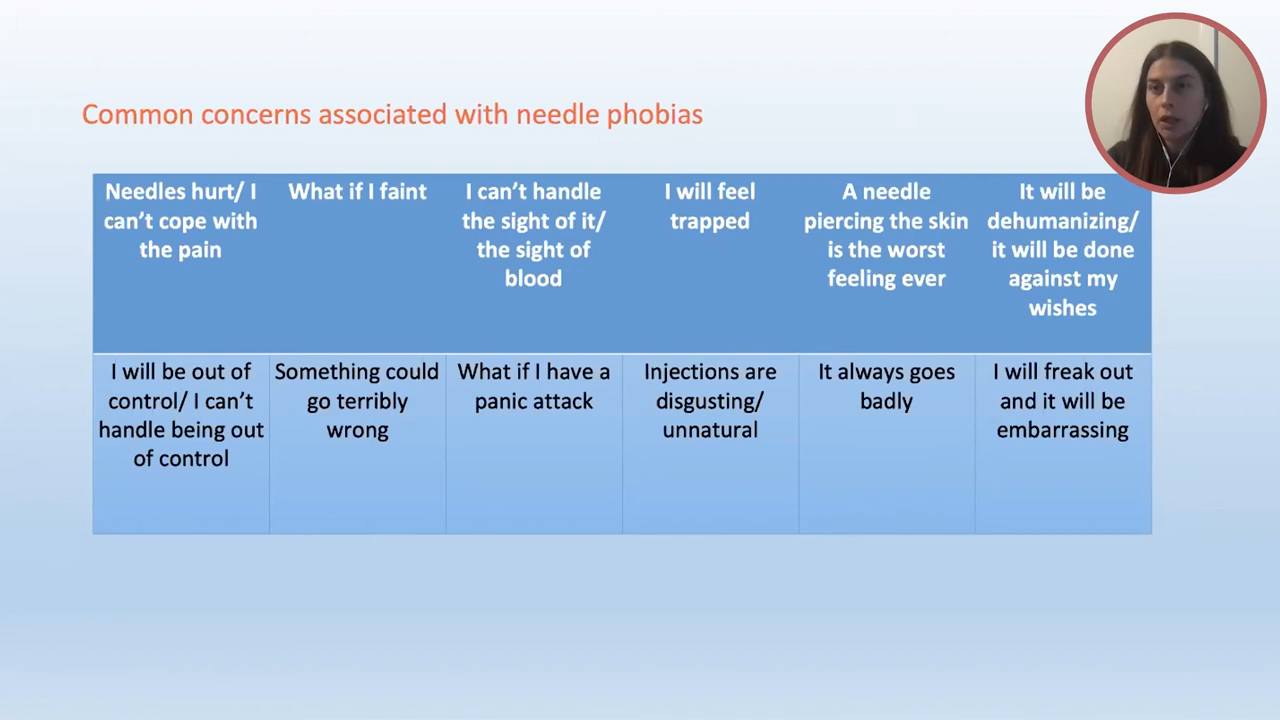 Common concerns associated with needle phobias
Needles hurt/ I
can’t cope with
the pain
What if I faint
I can’t handle
the sight of it/
the sight of
blood
I will feel
trapped
A needle
piercing the skin
is the worst
feeling ever
It will be
dehumanizing/
it will be done
against my
wishes
I will be out of
control/ I can’t
handle being out
of control
Something could
go terribly
wrong
What if I have a
panic attack
Injections are
disgusting/
unnatural
It always goes
badly
I will freak out
and it will be
embarrassing